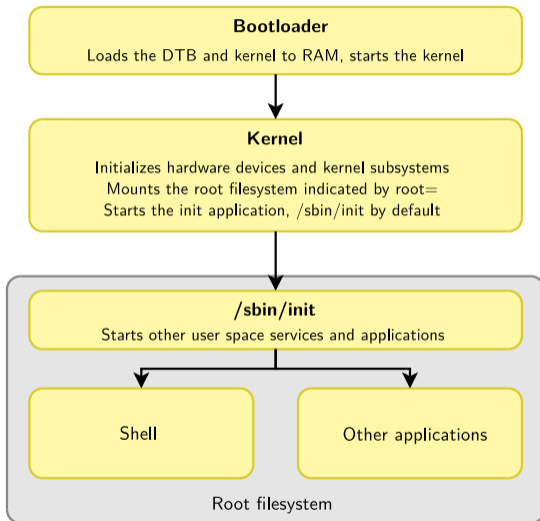 Bootloader
Loads the DTB and kernel to RAM, starts the kernel
Kernel
Initializes hardware devices and kernel subsystems
Mounts the root filesystem indicated by root=
Starts the init application, /sbin/init by default
/sbin/init
Starts other user space services and applications
Shell
Other applications
Root filesystem